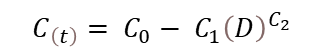 C₍ₜ₎ = C₀ − C₁(D)^C₂